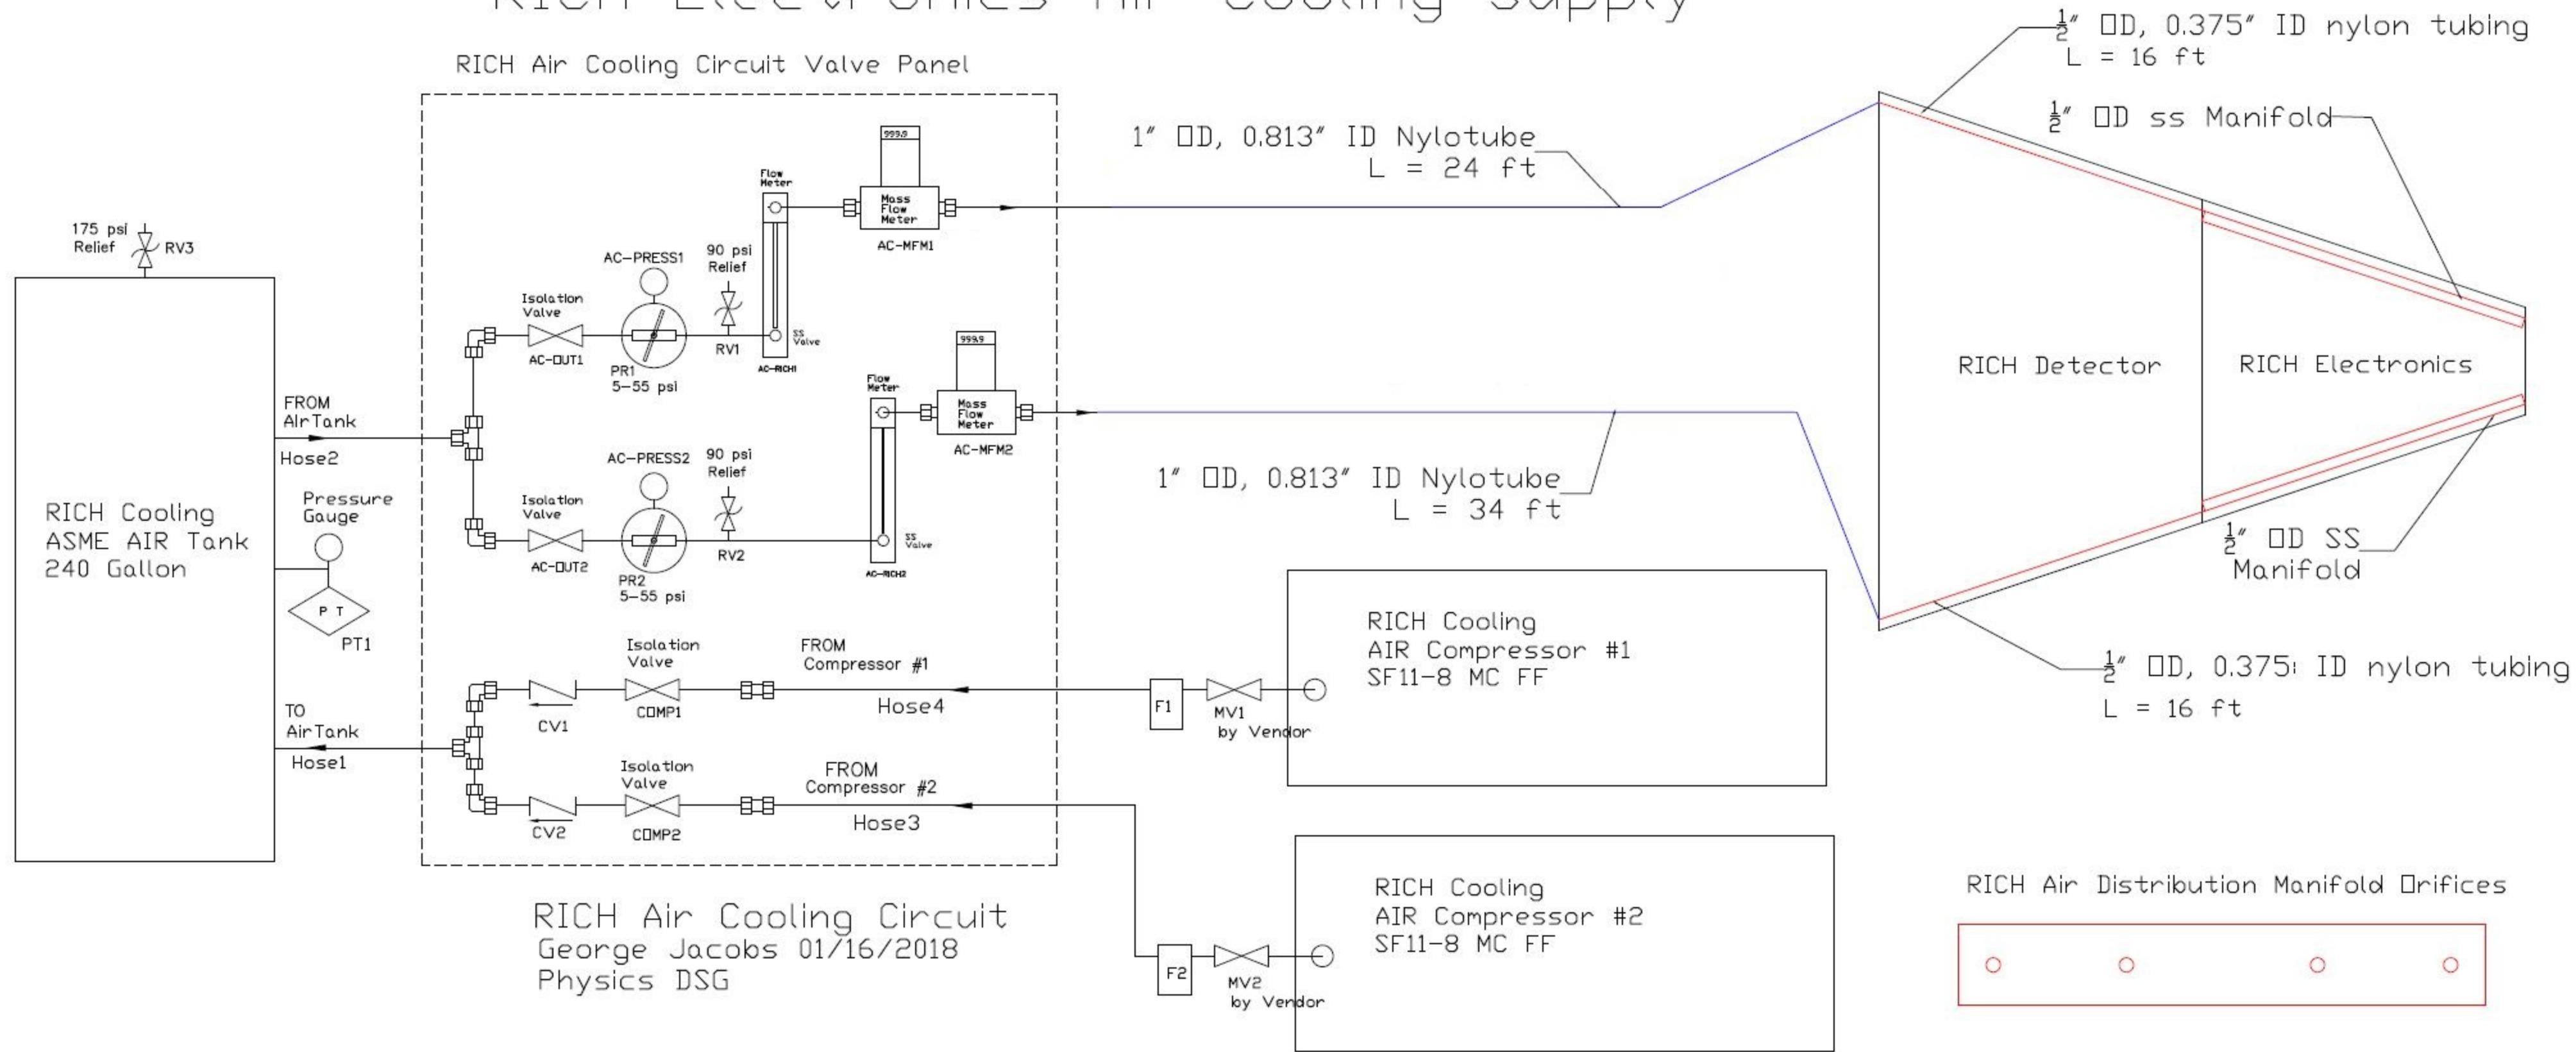 RICH Electronics Air Cooling Supply
RICH Air Cooling Circuit Valve Panel
½" OD, 0.375" ID nylon tubing
L = 16 ft
½" OD ss Manifold
1" OD, 0.813" ID Nylotube
L = 24 ft
999.9
Mass
Flow
Meter
AC-MFM1
Flow
Meter
175 psi
Relief
RV3
AC-PRESS1
90 psi
Relief
Isolation
Valve
AC-OUT1
PR1
5-55 psi
RV1
SS
Valve
AC-RICH1
RICH Detector
RICH Electronics
999.9
Mass
Flow
Meter
AC-MFM2
Flow
Meter
FROM
AirTank
Hose2
AC-PRESS2
90 psi
Relief
Isolation
Valve
AC-OUT2
PR2
5-55 psi
RV2
SS
Valve
AC-RICH2
1" OD, 0.813" ID Nylotube
L = 34 ft
RICH Cooling
ASME AIR Tank
240 Gallon
Pressure
Gauge
P T
PT1
½" OD SS
Manifold
½" OD, 0.375: ID nylon tubing
L = 16 ft
Isolation
Valve
FROM
Compressor #1
CV1
COMP1
Hose4
F1
MV1
by Vendor
RICH Cooling
AIR Compressor #1
SF11-8 MC FF
TO
AirTank
Hose1
Isolation
Valve
FROM
Compressor #2
CV2
COMP2
Hose3
F2
MV2
by Vendor
RICH Cooling
AIR Compressor #2
SF11-8 MC FF
RICH Air Cooling Circuit
George Jacobs 01/16/2018
Physics DSG
RICH Air Distribution Manifold Orifices